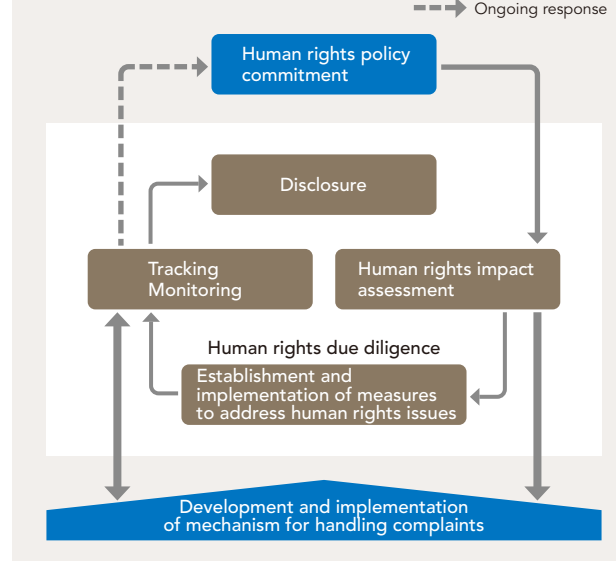 Ongoing response
Human rights policy
commitment
Disclosure
Tracking
Monitoring
Human rights impact
assessment
Human rights due diligence
Establishment and
implementation of measures
to address human rights issues
Development and implementation
of mechanism for handling complaints